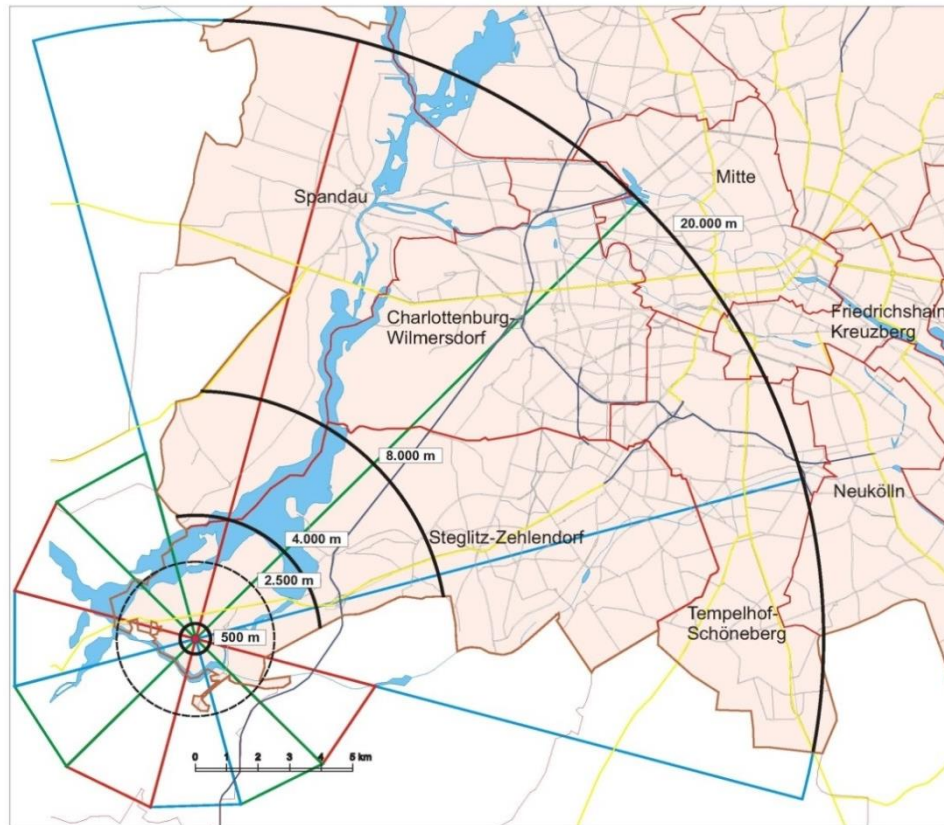 Mitte
Spandau
20.000 m
Charlottenburg-
Wilmersdorf
Friedrichshain
Kreuzberg
8.000 m
Neukölln
Steglitz-Zehlendorf
4.000 m
2.500 m
Tempelhof-
Schöneberg
500 m
0 1 2 3 4 5 km